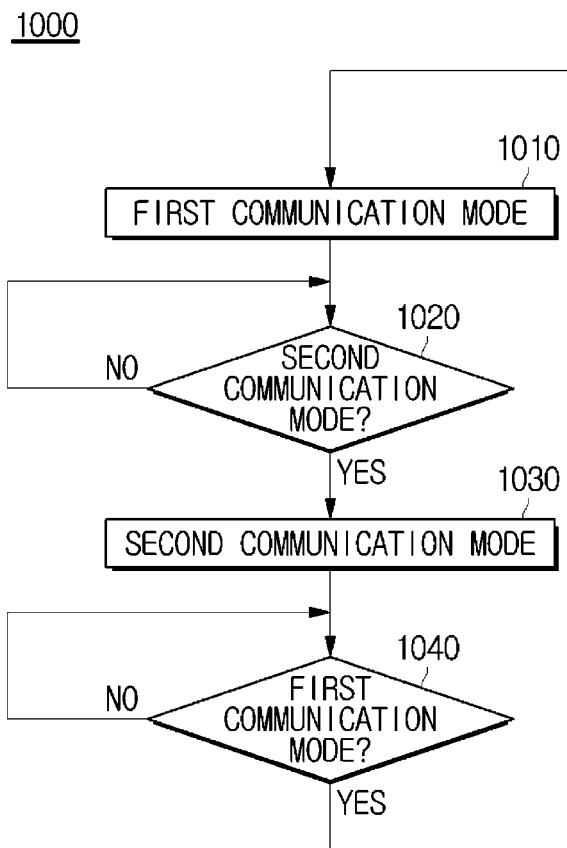 1000
1010
FIRST COMMUNICATION MODE
1020
SECOND
COMMUNICATION
MODE?
NO
YES
1030
SECOND COMMUNICATION MODE
1040
FIRST
COMMUNICATION
MODE?
NO
YES